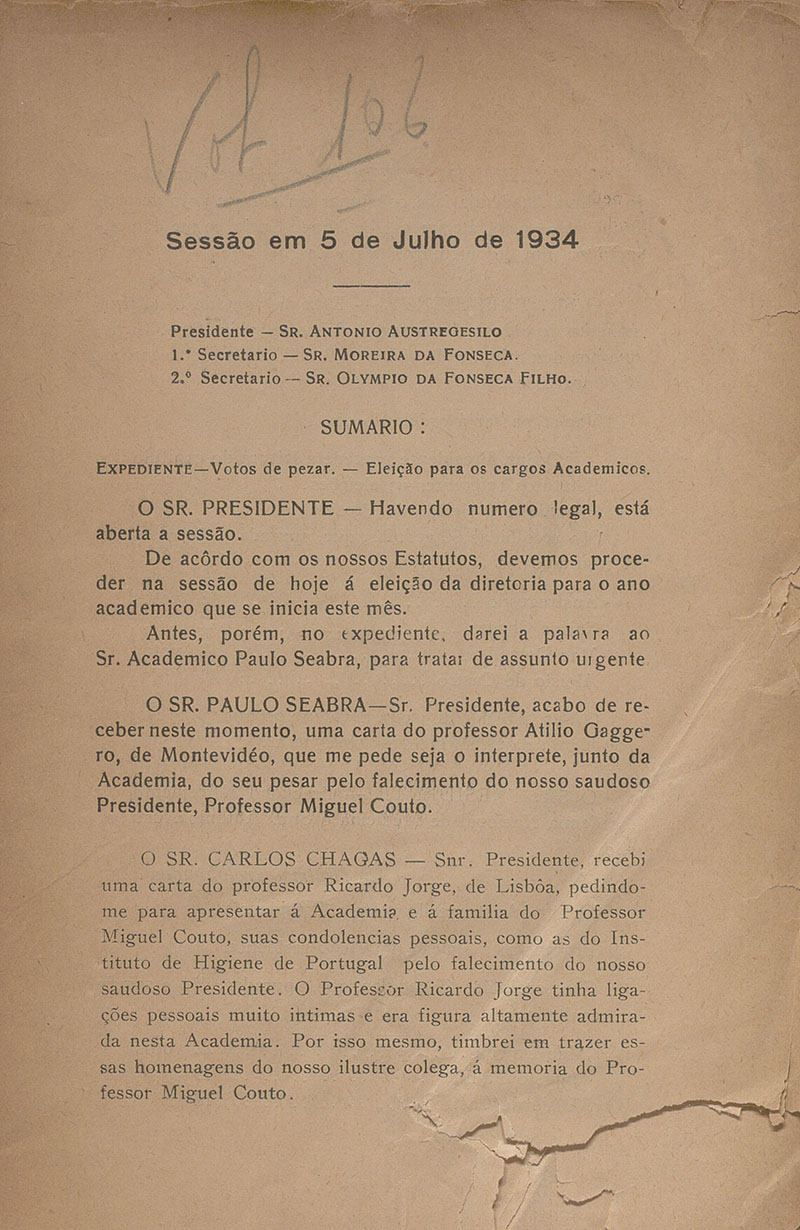 Vol 106
Sessão em 5 de Julho de 1934
Presidente — SR. ANTONIO AUSTREGESILO
1.º Secretario — SR. MOREIRA DA FONSECA.
2.º Secretario — SR. OLYMPIO DA FONSECA FILHO.
SUMARIO :
EXPEDIENTE—Votos de pezar. — Eleição para os cargos Academicos.
O SR. PRESIDENTE — Havendo numero legal, está
aberta a sessão.
De acôrdo com os nossos Estatutos, devemos proce-
der na sessão de hoje á eleição da diretoria para o ano
academico que se inicia este mês.
Antes, porém, no expediente, darei a palavra ao
Sr. Academico Paulo Seabra, para tratar de assunto urgente
O SR. PAULO SEABRA—Sr. Presidente, acabo de re-
ceber neste momento, uma carta do professor Atilio Gagge-
ro, de Montevidéo, que me pede seja o interprete, junto da
Academia, do seu pesar pelo falecimento do nosso saudoso
Presidente, Professor Miguel Couto.
O SR. CARLOS CHAGAS — Snr. Presidente, recebi
uma carta do professor Ricardo Jorge, de Lisbôa, pedindo-
me para apresentar á Academia e á familia do Professor
Miguel Couto, suas condolencias pessoais, como as do Ins-
tituto de Higiene de Portugal pelo falecimento do nosso
saudoso Presidente. O Professor Ricardo Jorge tinha liga-
ções pessoais muito intimas e era figura altamente admira-
da nesta Academia. Por isso mesmo, timbrei em trazer es-
sas homenagens do nosso ilustre colega, á memoria do Pro-
fessor Miguel Couto.